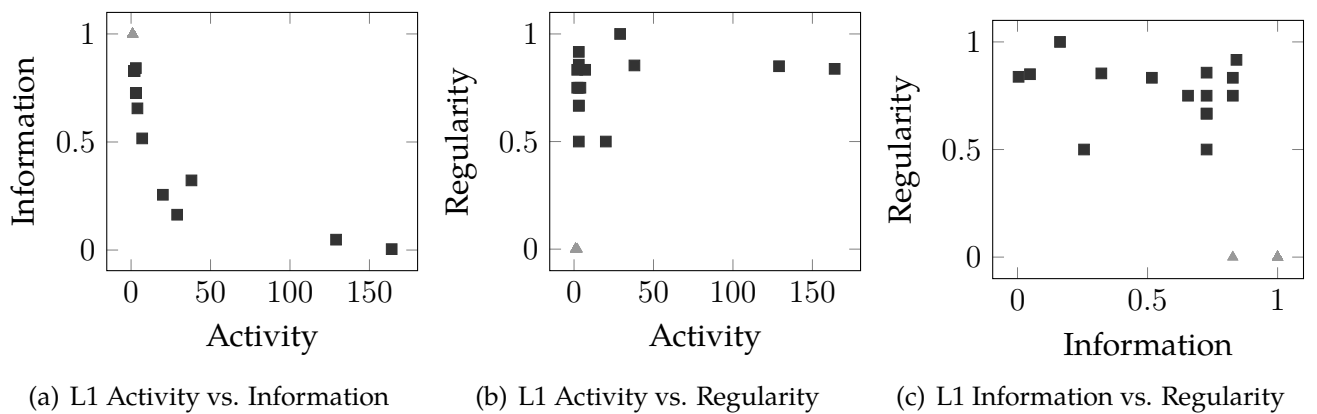 1
0.5
0
Information
0
50
100
150
Activity
(a) L1 Activity vs. Information
1
0.5
0
Regularity
0
50
100
150
Activity
(b) L1 Activity vs. Regularity
1
0.5
0
Regularity
0
0.5
1
Information
(c) L1 Information vs. Regularity